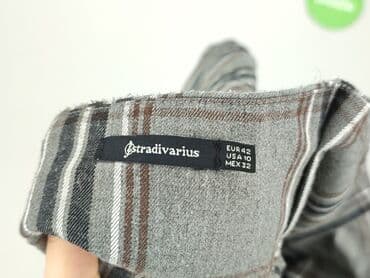 stradivarius
EUR 42
USA 10
MEX 32